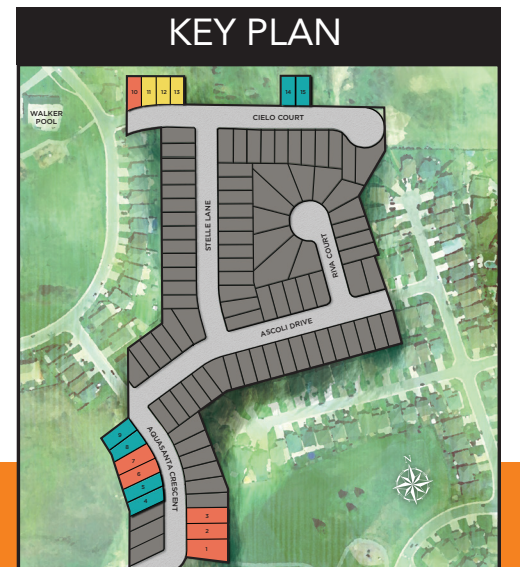 KEY PLAN
10 11 12 13
14 15
WALKER
POOL
CIELO COURT
STELLE LANE
RIVA COURT
ASCOLI DRIVE
AQUASANTA CRESCENT
9
8
7
6
5
4
N
3
2
1